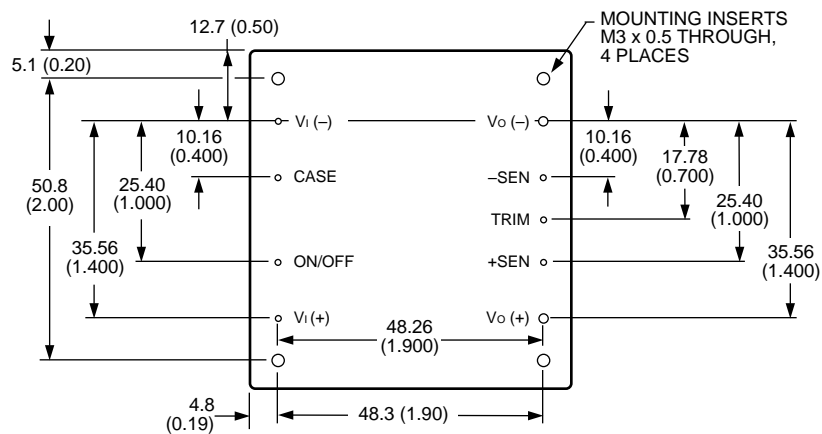 12.7 (0.50)
5.1 (0.20)
MOUNTING INSERTS
M3 x 0.5 THROUGH,
4 PLACES
VI (–)
VO (–)
10.16
(0.400)
10.16
(0.400)
17.78
(0.700)
CASE
–SEN
50.8
(2.00)
25.40
(1.000)
25.40
(1.000)
TRIM
35.56
(1.400)
35.56
(1.400)
ON/OFF
+SEN
VI (+)
VO (+)
48.26
(1.900)
4.8
(0.19)
48.3 (1.90)